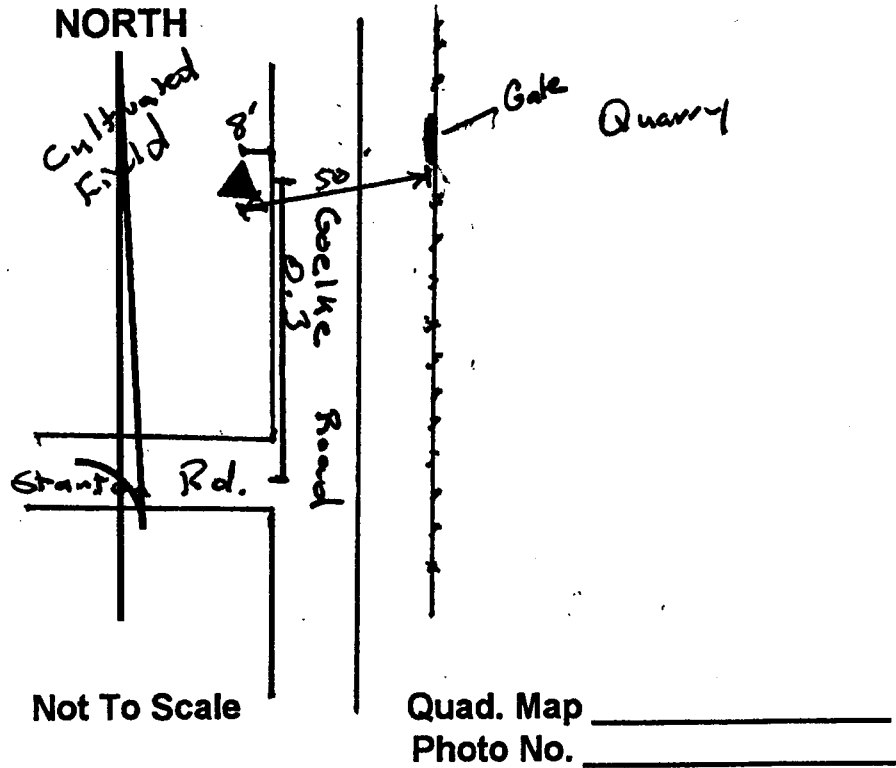 NORTH
Cultivated
Field
8'
Gate
Quarry
50
0.3
Goelke Road
Stanton Rd.
Not To Scale
Quad. Map
Photo No.